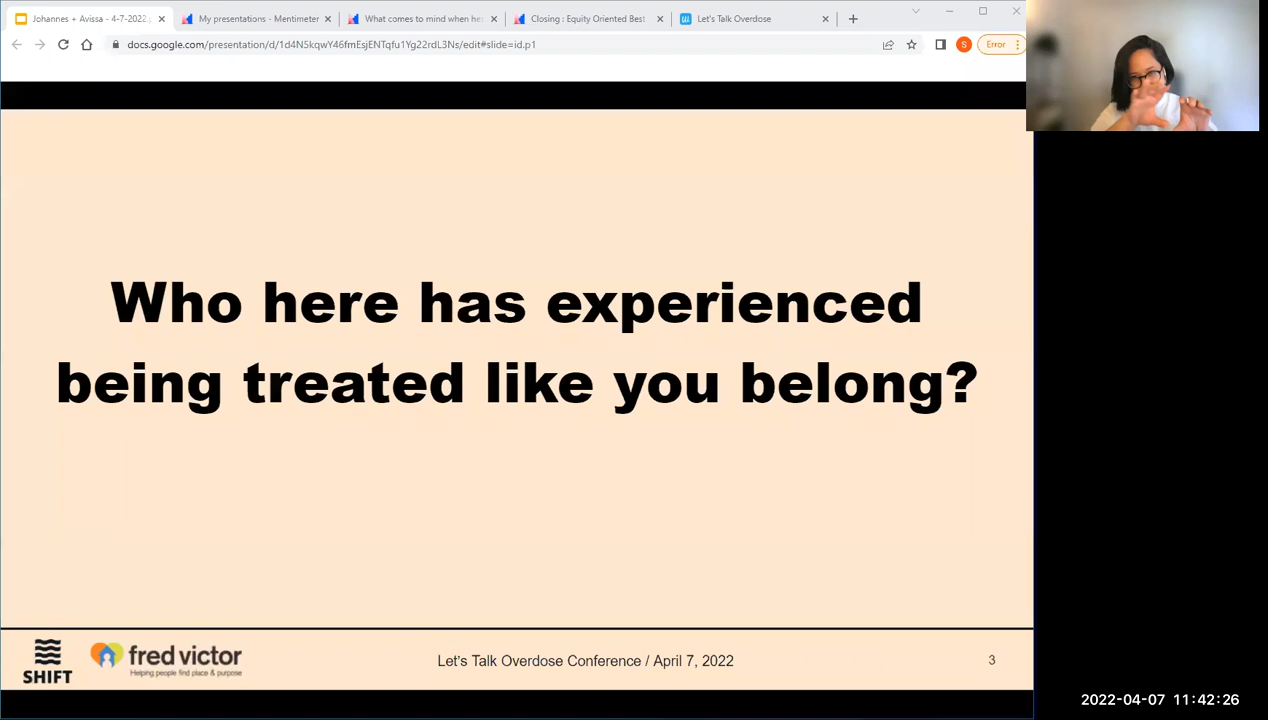 Johannes + Avissa - 4-7-2022.
My presentations - Mentimeter
What comes to mind when he
Closing : Equity Oriented Best
Let's Talk Overdose
docs.google.com/presentation/d/1d4N5kqwY46fmEsjENTqfu1Yg22rdL3Ns/edit#slide=id.p1
S
Error
Who here has experienced
being treated like you belong?
SHIFT
fred victor
Helping people find place & purpose
Let's Talk Overdose Conference / April 7, 2022
3
2022-04-07 11:42:26